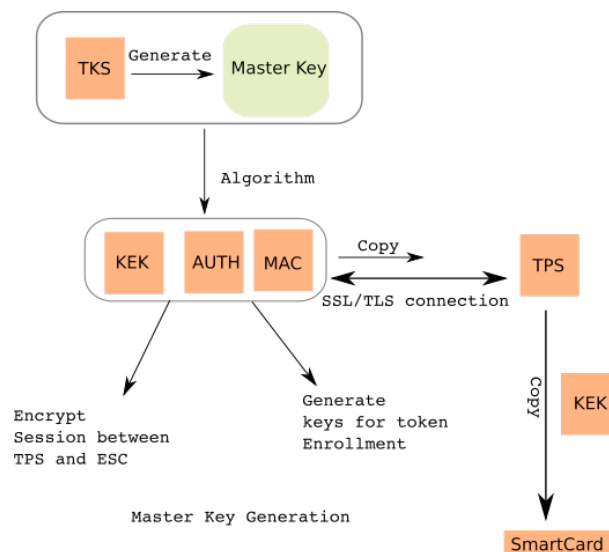 Generate
TKS
Master Key
Algorithm
KEK
AUTH
MAC
Copy
SSL/TLS connection
TPS
Copy
KEK
Encrypt
Session between
TPS and ESC
Generate
keys for token
Enrollment
Master Key Generation
SmartCard